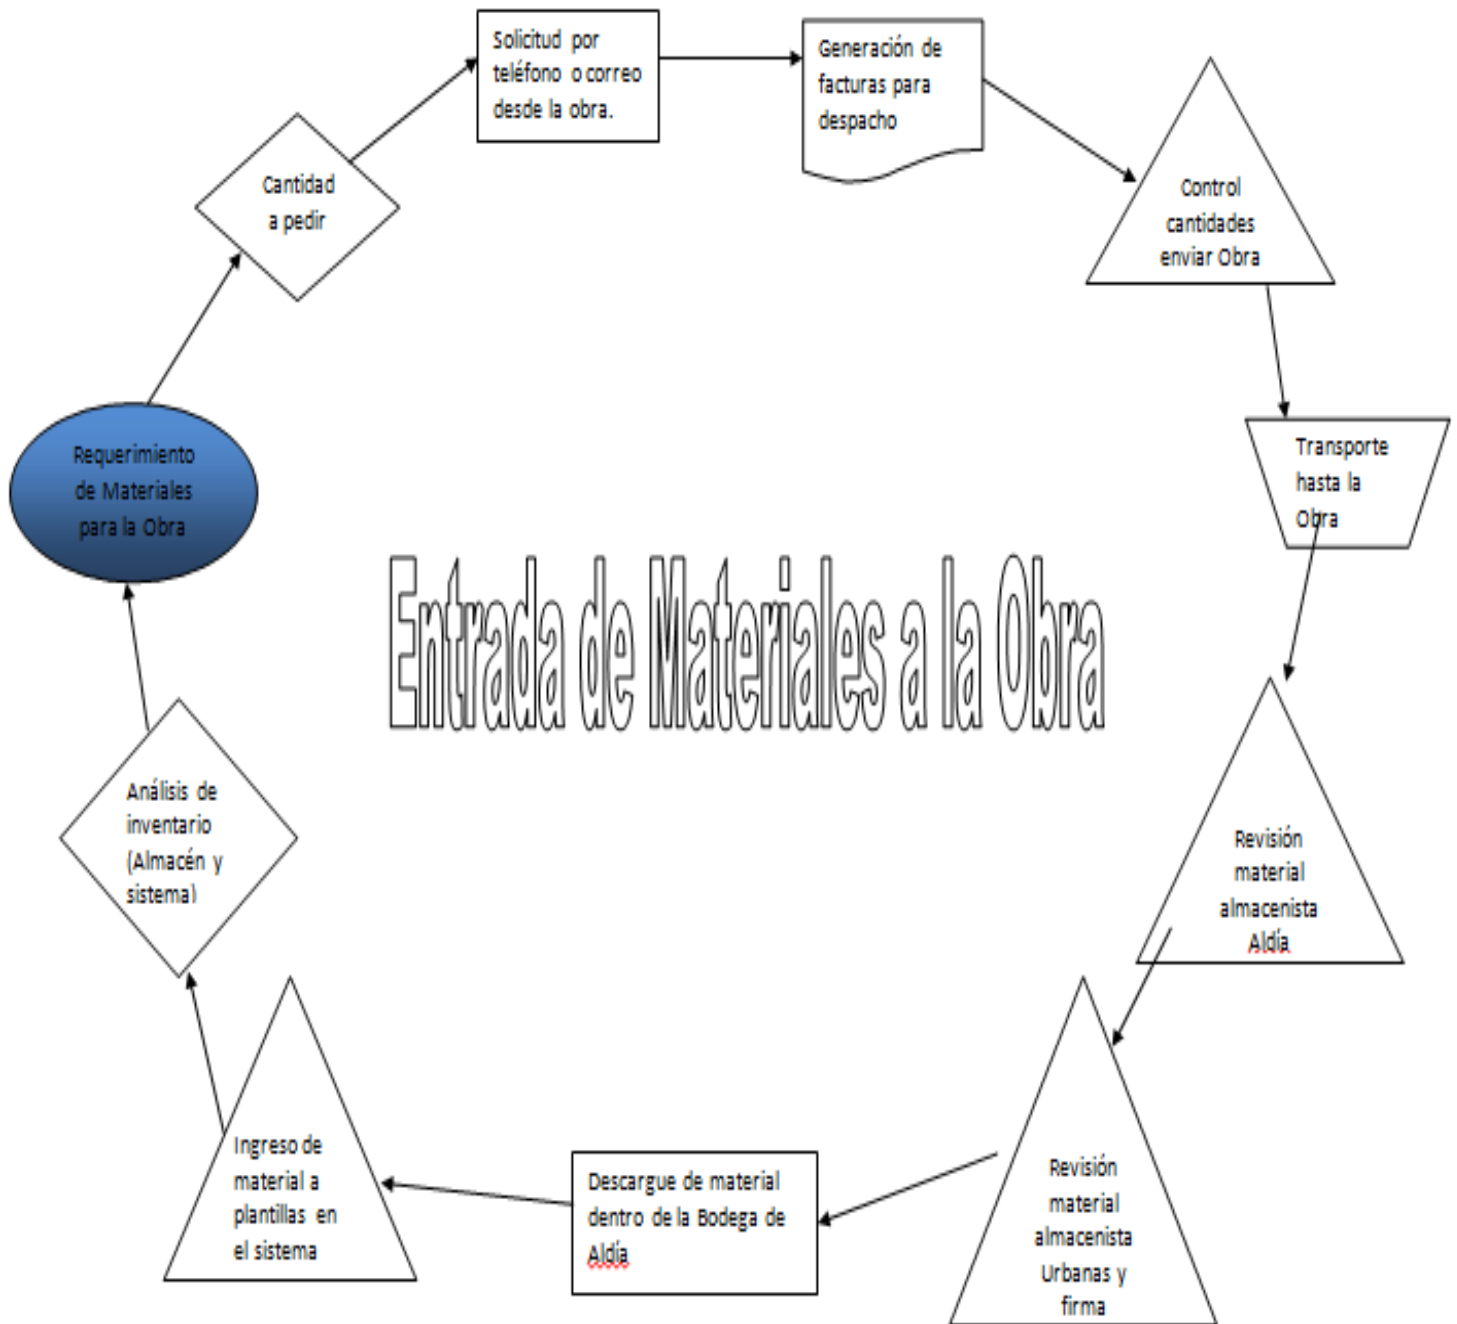 Solicitud por
teléfono o correo
desde la obra.
Generación de
facturas para
despacho
Control
cantidades
enviar Obra
Cantidad
a pedir
Requerimiento
de Materiales
para la Obra
Transporte
hasta la
Obra
Entrada de Materiales a la Obra
Revisión
material
almacenista
Aldía
Análisis de
inventario
(Almacén y
sistema)
Revisión
material
almacenista
Urbanas y
firma
Descargue de material
dentro de la Bodega de
Aldía
Ingreso de
material a
plantillas en
el sistema